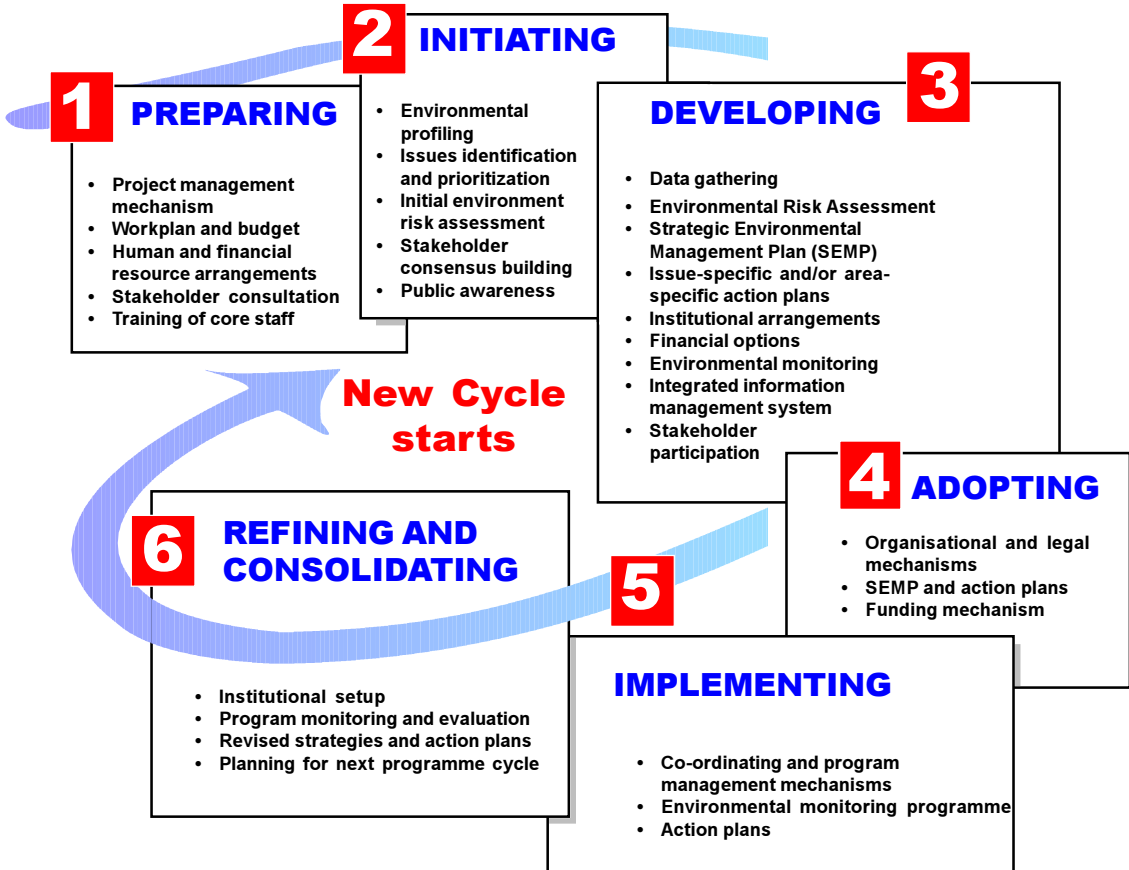 1
PREPARING
• Project management
mechanism
• Workplan and budget
• Human and financial
resource arrangements
• Stakeholder consultation
• Training of core staff
2
INITIATING
• Environmental
profiling
• Issues identification
and prioritization
• Initial environment
risk assessment
• Stakeholder
consensus building
• Public awareness
3
DEVELOPING
• Data gathering
• Environmental Risk Assessment
• Strategic Environmental
Management Plan (SEMP)
• Issue-specific and/or area-
specific action plans
• Institutional arrangements
• Financial options
• Environmental monitoring
• Integrated information
management system
• Stakeholder
participation
4
ADOPTING
• Organisational and legal
mechanisms
• SEMP and action plans
• Funding mechanism
5
IMPLEMENTING
• Co-ordinating and program
management mechanisms
• Environmental monitoring programme
• Action plans
6
REFINING AND
CONSOLIDATING
• Institutional setup
• Program monitoring and evaluation
• Revised strategies and action plans
• Planning for next programme cycle
New Cycle
starts